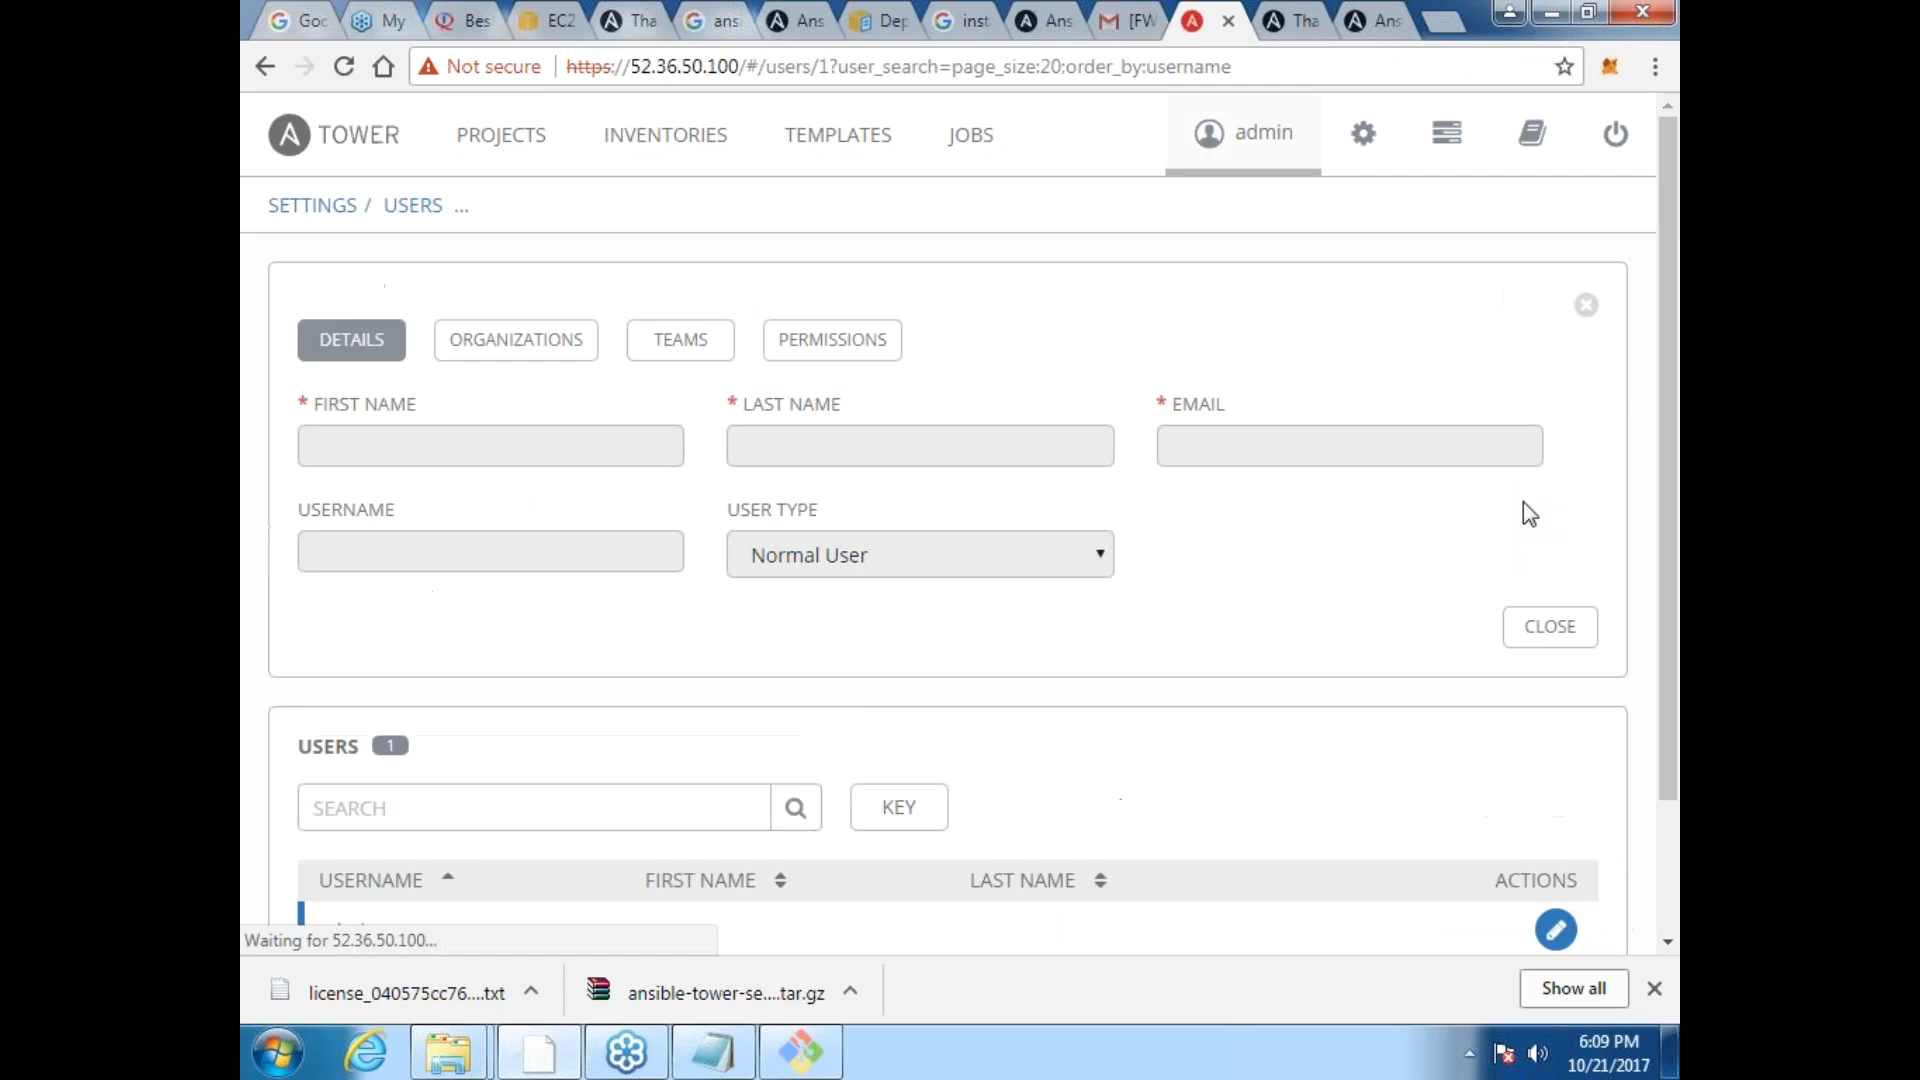 Goc
My
Bes
EC2
Tha
ansi
Ans
Dep
inst
Ans
[FW
Tha
Ans
Not secure
https://52.36.50.100/#/users/1?user_search=page_size:20;order_by:username
A TOWER
PROJECTS
INVENTORIES
TEMPLATES
JOBS
admin
SETTINGS / USERS ...
DETAILS
ORGANIZATIONS
TEAMS
PERMISSIONS
* FIRST NAME
* LAST NAME
* EMAIL
USERNAME
USER TYPE
Normal User
CLOSE
USERS 1
SEARCH
KEY
USERNAME
FIRST NAME
LAST NAME
ACTIONS
Waiting for 52.36.50.100...
license_040575cc76....txt
ansible-tower-se....tar.gz
Show all
6:09 PM
10/21/2017